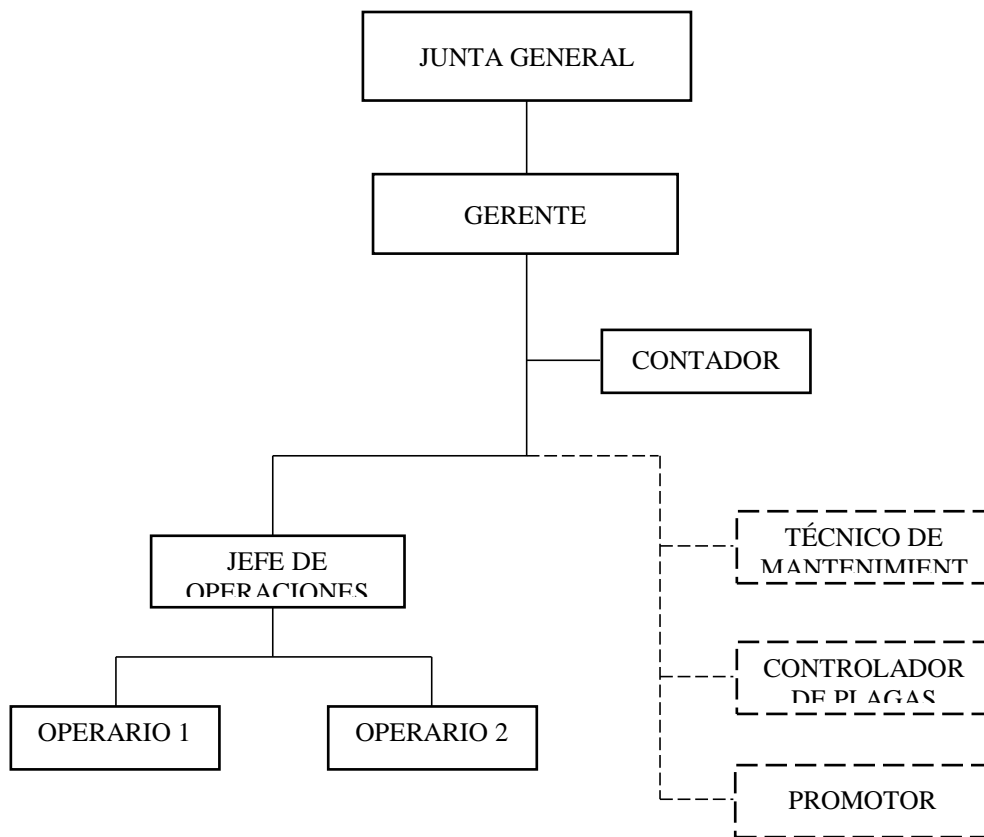 JUNTA GENERAL
GERENTE
CONTADOR
JEFE DE
OPERACIONES
TÉCNICO DE
MANTENIMIENT
CONTROLADOR
DE PLAGAS
OPERARIO 1
OPERARIO 2
PROMOTOR